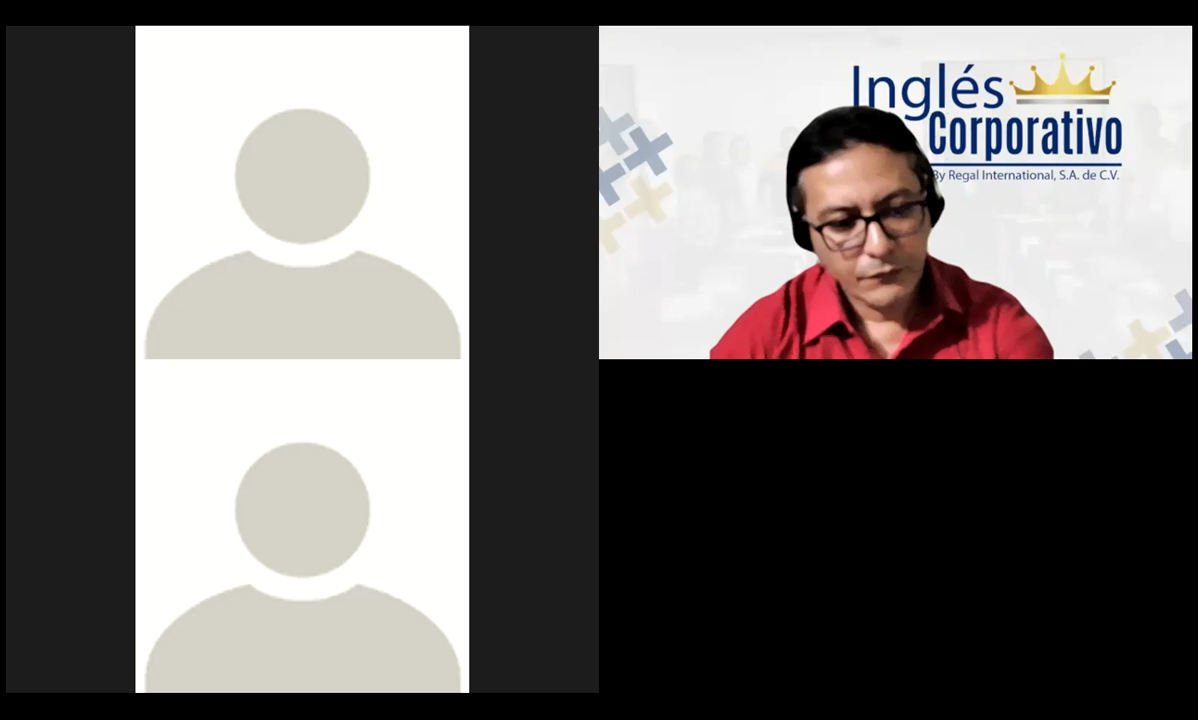 Inglés
Corporativo
By Regal International, S.A. de C.V.